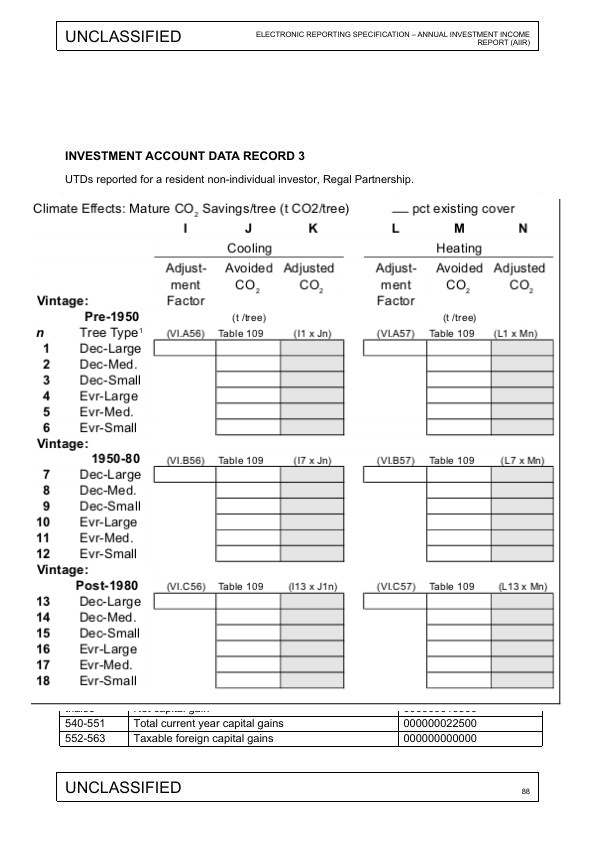 UNCLASSIFIED
ELECTRONIC REPORTING SPECIFICATION – ANNUAL INVESTMENT INCOME
REPORT (AIIR)
INVESTMENT ACCOUNT DATA RECORD 3
UTDs reported for a resident non-individual investor, Regal Partnership.
Climate Effects: Mature CO2 Savings/tree (t CO2/tree) __ pct existing cover
I J K L M N
Cooling Heating
Adjust- Avoided Adjusted Adjust- Avoided Adjusted
ment CO2 CO2 ment CO2 CO2
Vintage: Factor Factor
Pre-1950 (t /tree) (t /tree)
n Tree Type1 (VI.A56) Table 109 (I1 x Jn) (VI.A57) Table 109 (L1 x Mn)
1 Dec-Large
2 Dec-Med.
3 Dec-Small
4 Evr-Large
5 Evr-Med.
6 Evr-Small
Vintage:
1950-80 (VI.B56) Table 109 (I7 x Jn) (VI.B57) Table 109 (L7 x Mn)
7 Dec-Large
8 Dec-Med.
9 Dec-Small
10 Evr-Large
11 Evr-Med.
12 Evr-Small
Vintage:
Post-1980 (VI.C56) Table 109 (I13 x J1n) (VI.C57) Table 109 (L13 x Mn)
13 Dec-Large
14 Dec-Med.
15 Dec-Small
16 Evr-Large
17 Evr-Med.
18 Evr-Small
540-551 Total current year capital gains 000000022500
552-563 Taxable foreign capital gains 000000000000
UNCLASSIFIED
88